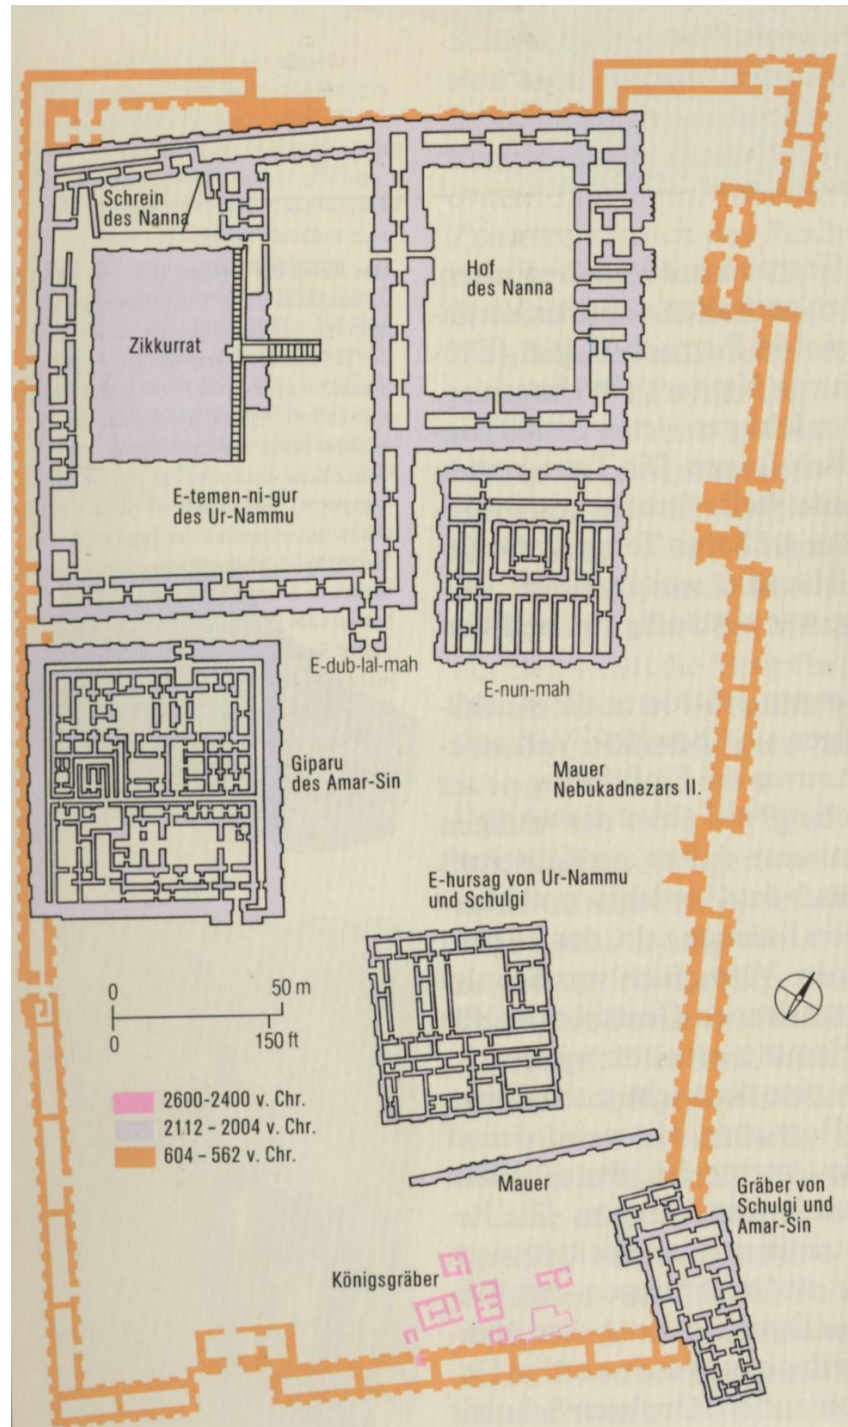 Schrein
des Nanna
Hof
des Nanna
Zikkurrat
E-temen-ni-gur
des Ur-Nammu
E-dub-lal-mah
E-nun-mah
Giparu
des Amar-Sin
Mauer
Nebukadnezars II.
E-hursag von Ur-Nammu
und Schulgi
0 50 m
0 150 ft
2600-2400 v. Chr.
2112 – 2004 v. Chr.
604 – 562 v. Chr.
Mauer
Gräber von
Schulgi und
Amar-Sin
Königsgräber